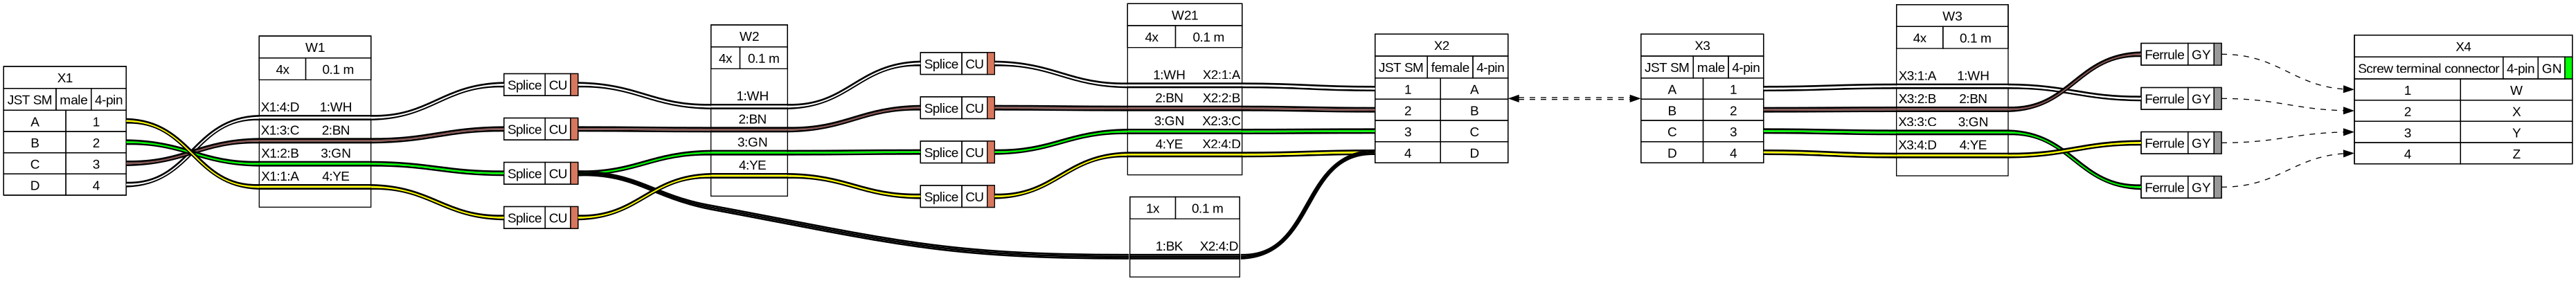 X1
JST SM male 4-pin
A 1
B 2
C 3
D 4
W1
4x 0.1 m
X1:4:D 1:WH
X1:3:C 2:BN
X1:2:B 3:GN
X1:1:A 4:YE
Splice CU
Splice CU
Splice CU
Splice CU
W2
4x 0.1 m
1:WH
2:BN
3:GN
4:YE
Splice CU
Splice CU
Splice CU
Splice CU
W21
4x 0.1 m
1:WH X2:1:A
2:BN X2:2:B
3:GN X2:3:C
4:YE X2:4:D
1x 0.1 m
1:BK X2:4:D
X2
JST SM female 4-pin
1 A
2 B
3 C
4 D
X3
JST SM male 4-pin
A 1
B 2
C 3
D 4
W3
4x 0.1 m
X3:1:A 1:WH
X3:2:B 2:BN
X3:3:C 3:GN
X3:4:D 4:YE
Ferrule GY
Ferrule GY
Ferrule GY
Ferrule GY
X4
Screw terminal connector 4-pin GN
1 W
2 X
3 Y
4 Z